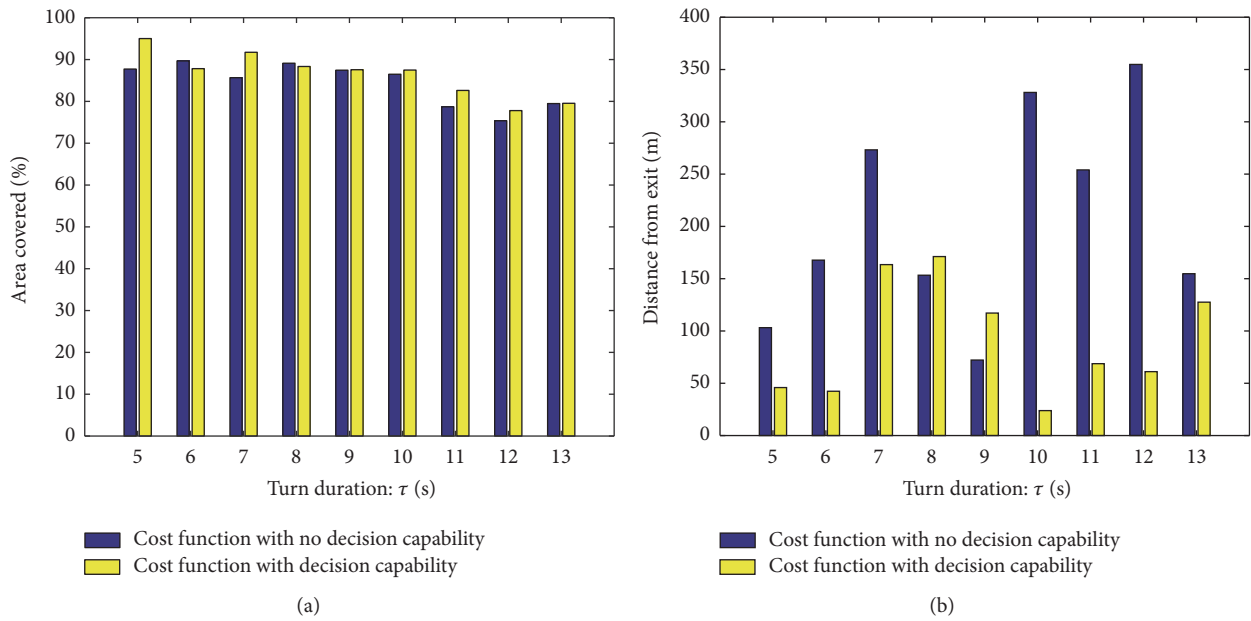 100
90
80
70
60
50
40
30
20
10
0
Area covered (%)
5 6 7 8 9 10 11 12 13
Turn duration: τ (s)
Cost function with no decision capability
Cost function with decision capability
(a)
400
350
300
250
200
150
100
50
0
Distance from exit (m)
5 6 7 8 9 10 11 12 13
Turn duration: τ (s)
Cost function with no decision capability
Cost function with decision capability
(b)